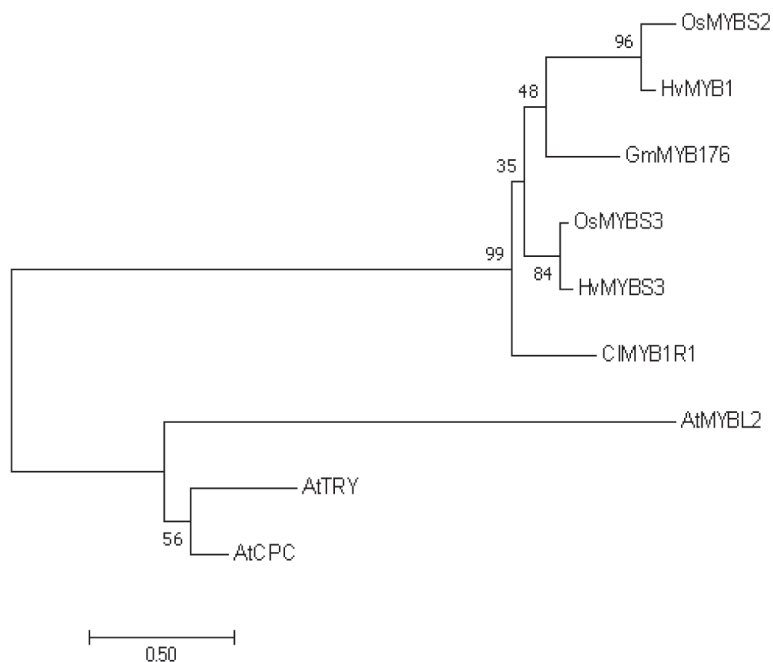 OsMYBS2
96
HvMYB1
48
GmMYB176
35
OsMYBS3
99
84
HvMYBS3
ClMYB1R1
AtMYBL2
AtTRY
56
AtCPC
0.50